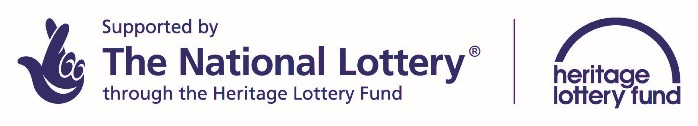 Supported by
The National Lottery®
through the Heritage Lottery Fund
heritage
lottery fund